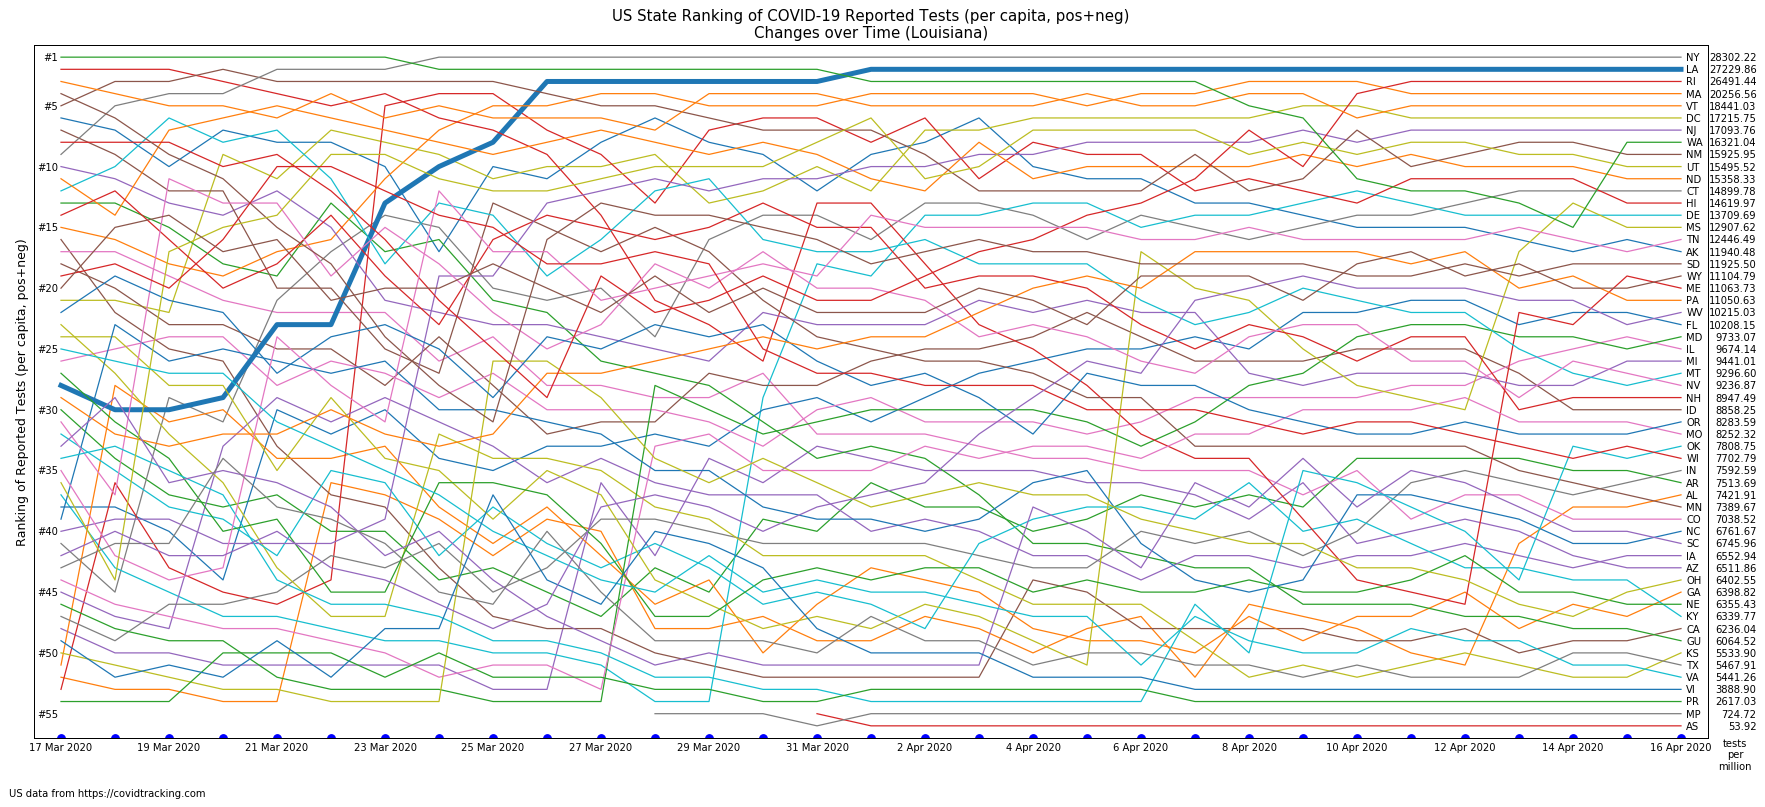 US State Ranking of COVID-19 Reported Tests (per capita, pos+neg)
Changes over Time (Louisiana)
Ranking of Reported Tests (per capita, pos+neg)
#1
#5
#10
#15
#20
#25
#30
#35
#40
#45
#50
#55
NY 28302.22
LA 27229.86
RI 26491.44
MA 20256.56
VT 18441.03
DC 17215.75
NJ 17093.76
WA 16321.04
NM 15925.95
UT 15495.52
ND 15358.33
CT 14899.78
HI 14619.97
DE 13709.69
MS 12907.62
TN 12446.49
AK 11940.48
SD 11925.50
WY 11104.79
ME 11063.73
PA 11050.63
WV 10215.03
FL 10208.15
MD 9733.07
IL 9674.14
MI 9441.01
MT 9296.60
NV 9236.87
NH 8947.49
ID 8858.25
OR 8283.59
MO 8252.32
OK 7808.75
WI 7702.79
IN 7592.59
AR 7513.69
AL 7421.91
MN 7389.67
CO 7038.52
NC 6761.67
SC 6745.96
IA 6552.94
AZ 6511.86
OH 6402.55
GA 6398.82
NE 6355.43
KY 6339.77
CA 6236.04
GU 6064.52
KS 5533.90
TX 5467.91
VA 5441.26
VI 3888.90
PR 2617.03
MP 724.72
AS 53.92
17 Mar 2020 19 Mar 2020 21 Mar 2020 23 Mar 2020 25 Mar 2020 27 Mar 2020 29 Mar 2020 31 Mar 2020 2 Apr 2020 4 Apr 2020 6 Apr 2020 8 Apr 2020 10 Apr 2020 12 Apr 2020 14 Apr 2020 16 Apr 2020
tests
per
million
US data from https://covidtracking.com